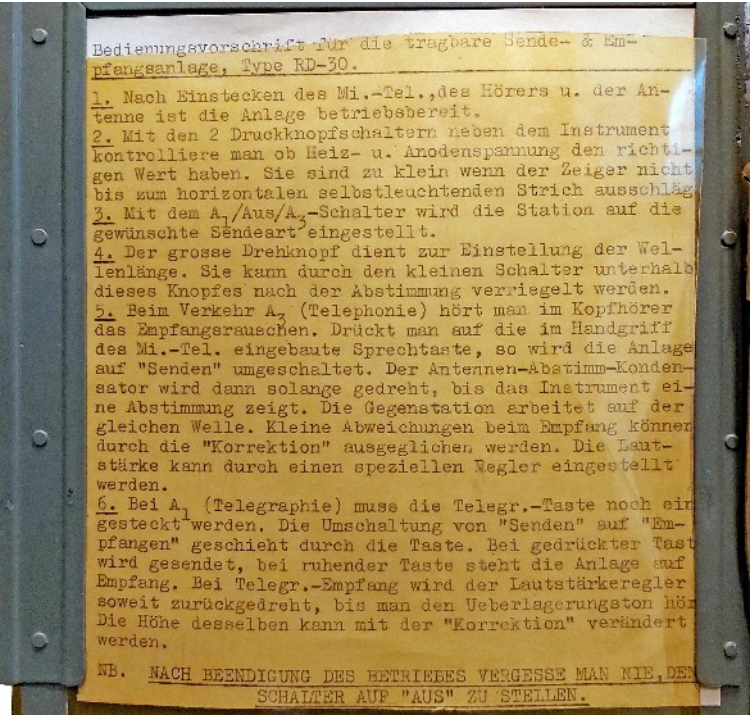 Bedienungsvorschrift für die tragbare Sende- & Em-
pfangsanlage, Type RD-30.
1. Nach Einstecken des Mi.-Tel.,des Hörers u. der An-
tenne ist die Anlage betriebsbereit.
2. Mit den 2 Druckknopfschaltern neben dem Instrument
kontrolliere man ob Heiz- u. Anodenspannung den richti-
gen Wert haben. Sie sind zu klein wenn der Zeiger nicht
bis zum horizontalen selbstleuchtenden Strich ausschläg
3. Mit dem A1/Aus/A3-Schalter wird die Station auf die
gewünschte Sendeart eingestellt.
4. Der grosse Drehknopf dient zur Einstellung der Wel-
lenlänge. Sie kann durch den kleinen Schalter unterhalb
dieses Knopfes nach der Abstimmung verriegelt werden.
5. Beim Verkehr A3 (Telephonie) hört man im Kopfhörer
das Empfangsrauschen. Drückt man auf die im Handgriff
des Mi.-Tel. eingebaute Sprechtaste, so wird die Anlage
auf "Senden" umgeschaltet. Der Antennen-Abstimm-Konden-
sator wird dann solange gedreht, bis das Instrument ei-
ne Abstimmung zeigt. Die Gegenstation arbeitet auf der
gleichen Welle. Kleine Abweichungen beim Empfang können
durch die "Korrektion" ausgeglichen werden. Die Laut-
stärke kann durch einen speziellen Regler eingestellt
werden.
6. Bei A1 (Telegraphie) muss die Telegr.-Taste noch ein
gesteckt werden. Die Umschaltung von "Senden" auf "Em-
pfangen" geschieht durch die Taste. Bei gedrückter Tast
wird gesendet, bei ruhender Taste steht die Anlage auf
Empfang. Bei Telegr.-Empfang wird der Lautstärkeregler
soweit zurückgedreht, bis man den Ueberlagerungston hör
Die Höhe desselben kann mit der "Korrektion" verändert
werden.
NB. NACH BEENDIGUNG DES BETRIEBES VERGESSE MAN NIE,DEN
SCHALTER AUF "AUS" ZU STELLEN.